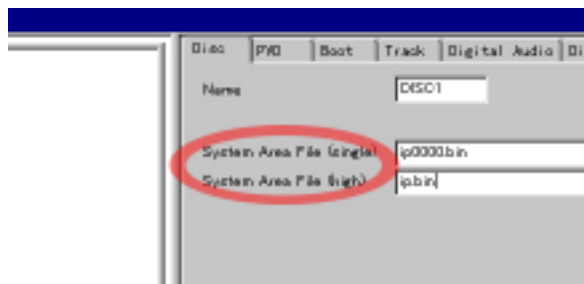 Disc PVD Boot Track Digital Audio Di
Name DISC1
System Area File (single) ip0000.bin
System Area File (high) ip.bin